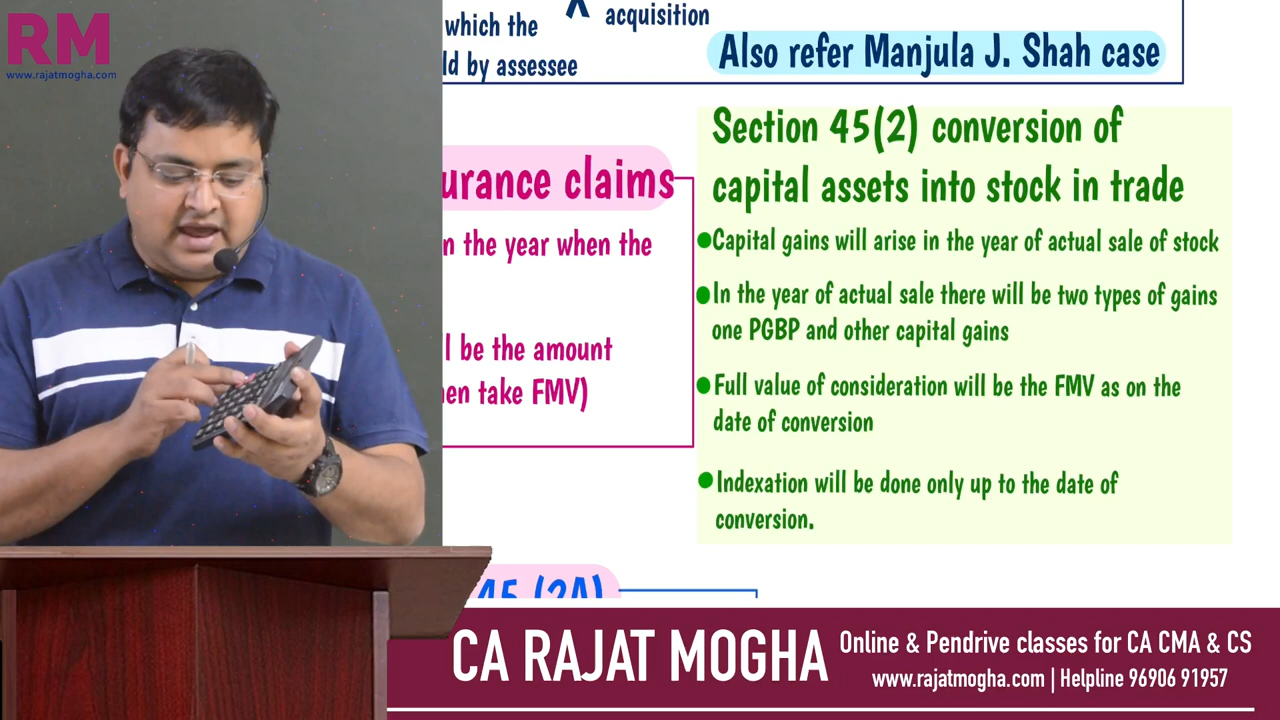 RM
www.rajatmogha.com
which the
acquisition
ld by assessee
Also refer Manjula J. Shah case
urance claims
n the year when the
l be the amount
en take FMV)
Section 45(2) conversion of
capital assets into stock in trade
Capital gains will arise in the year of actual sale of stock
In the year of actual sale there will be two types of gains
one PGBP and other capital gains
Full value of consideration will be the FMV as on the
date of conversion
Indexation will be done only up to the date of
conversion.
45 (2A)
CA RAJAT MOGHA
Online & Pendrive classes for CA CMA & CS
www.rajatmogha.com | Helpline 96906 91957